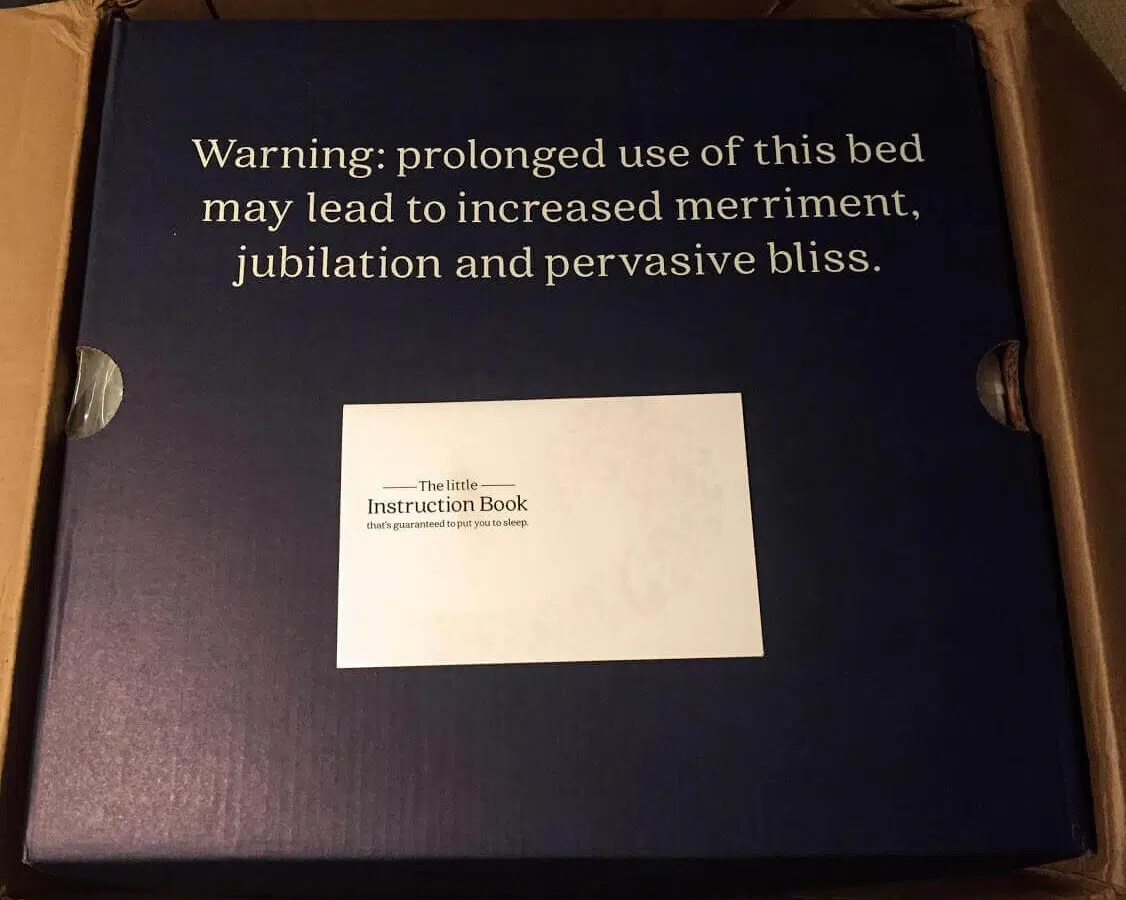 Warning: prolonged use of this bed
may lead to increased merriment,
jubilation and pervasive bliss.
The little
Instruction Book
that's guaranteed to put you to sleep.